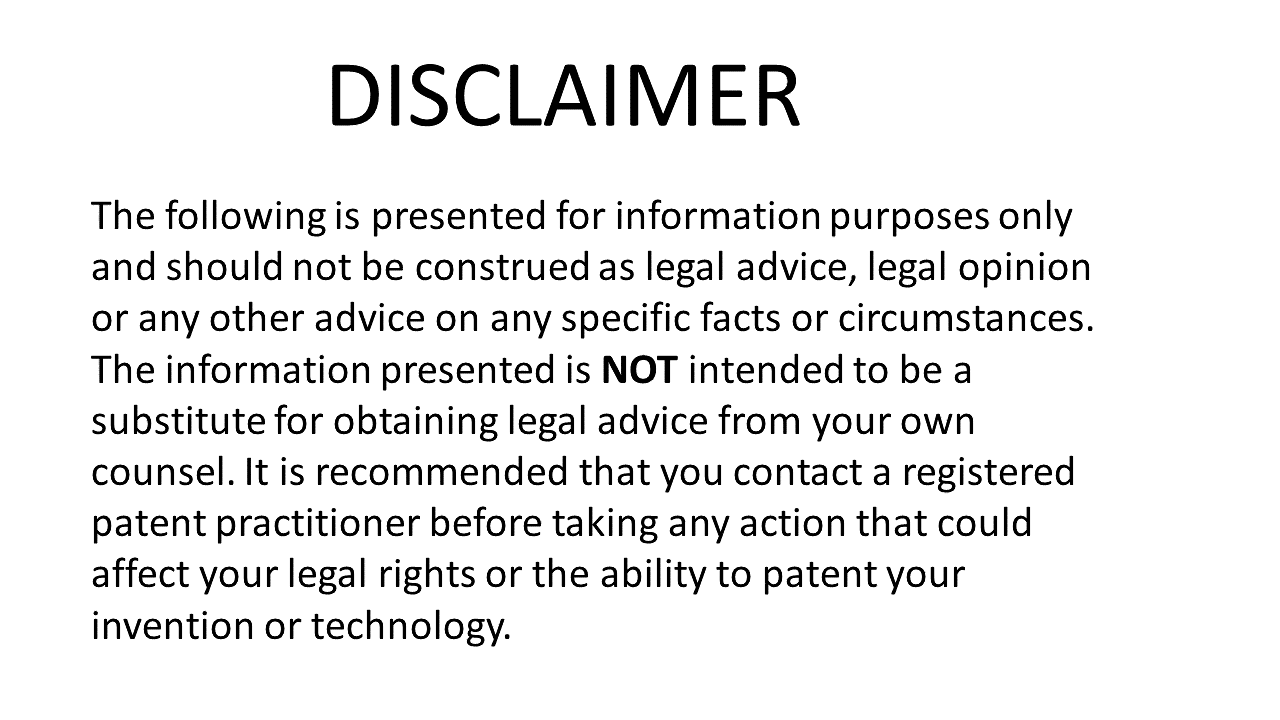 DISCLAIMER
The following is presented for information purposes only
and should not be construed as legal advice, legal opinion
or any other advice on any specific facts or circumstances.
The information presented is NOT intended to be a
substitute for obtaining legal advice from your own
counsel. It is recommended that you contact a registered
patent practitioner before taking any action that could
affect your legal rights or the ability to patent your
invention or technology.